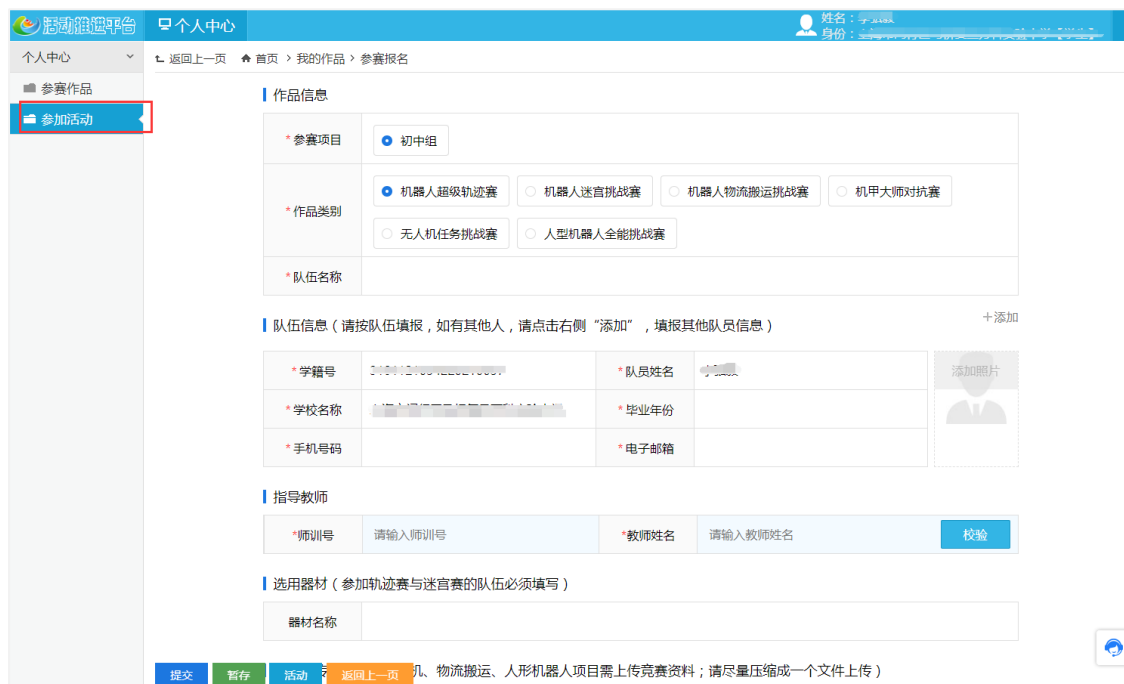 活动推进平台 个人中心 姓名：
身份：
个人中心 返回上一页 首页 > 我的作品 > 参赛报名
参赛作品
参加活动
作品信息
*参赛项目 初中组
*作品类别 机器人超级轨迹赛 机器人迷宫挑战赛 机器人物流搬运挑战赛 机甲大师对抗赛
无人机任务挑战赛 人型机器人全能挑战赛
*队伍名称
队伍信息（请按队伍填报，如有其他人，请点击右侧“添加”，填报其他队员信息） +添加
*学籍号 *队员姓名 添加照片
*学校名称 *毕业年份
*手机号码 *电子邮箱
指导教师
*师训号 请输入师训号 *教师姓名 请输入教师姓名 校验
选用器材（参加轨迹赛与迷宫赛的队伍必须填写）
器材名称
提交 暂存 活动 返回上一页 机、物流搬运、人形机器人项目需上传竞赛资料；请尽量压缩成一个文件上传）